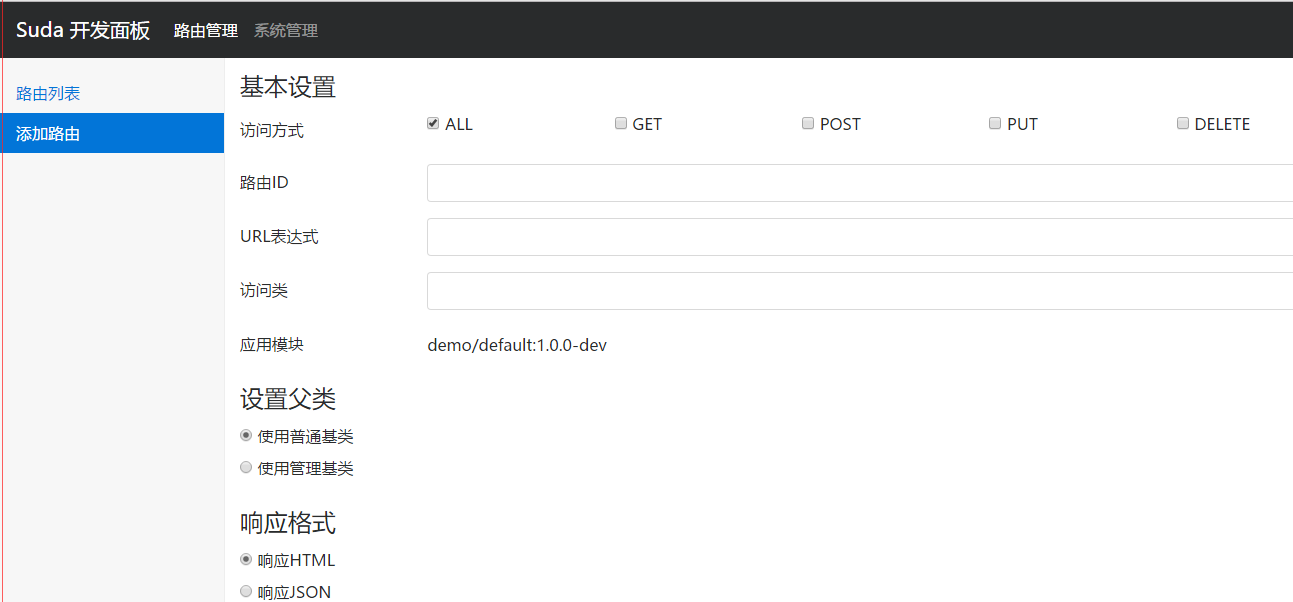 Suda 开发面板 路由管理 系统管理
路由列表
添加路由
基本设置
访问方式 ALL GET POST PUT DELETE
路由ID
URL表达式
访问类
应用模块 demo/default:1.0.0-dev
设置父类
使用普通基类
使用管理基类
响应格式
响应HTML
响应JSON